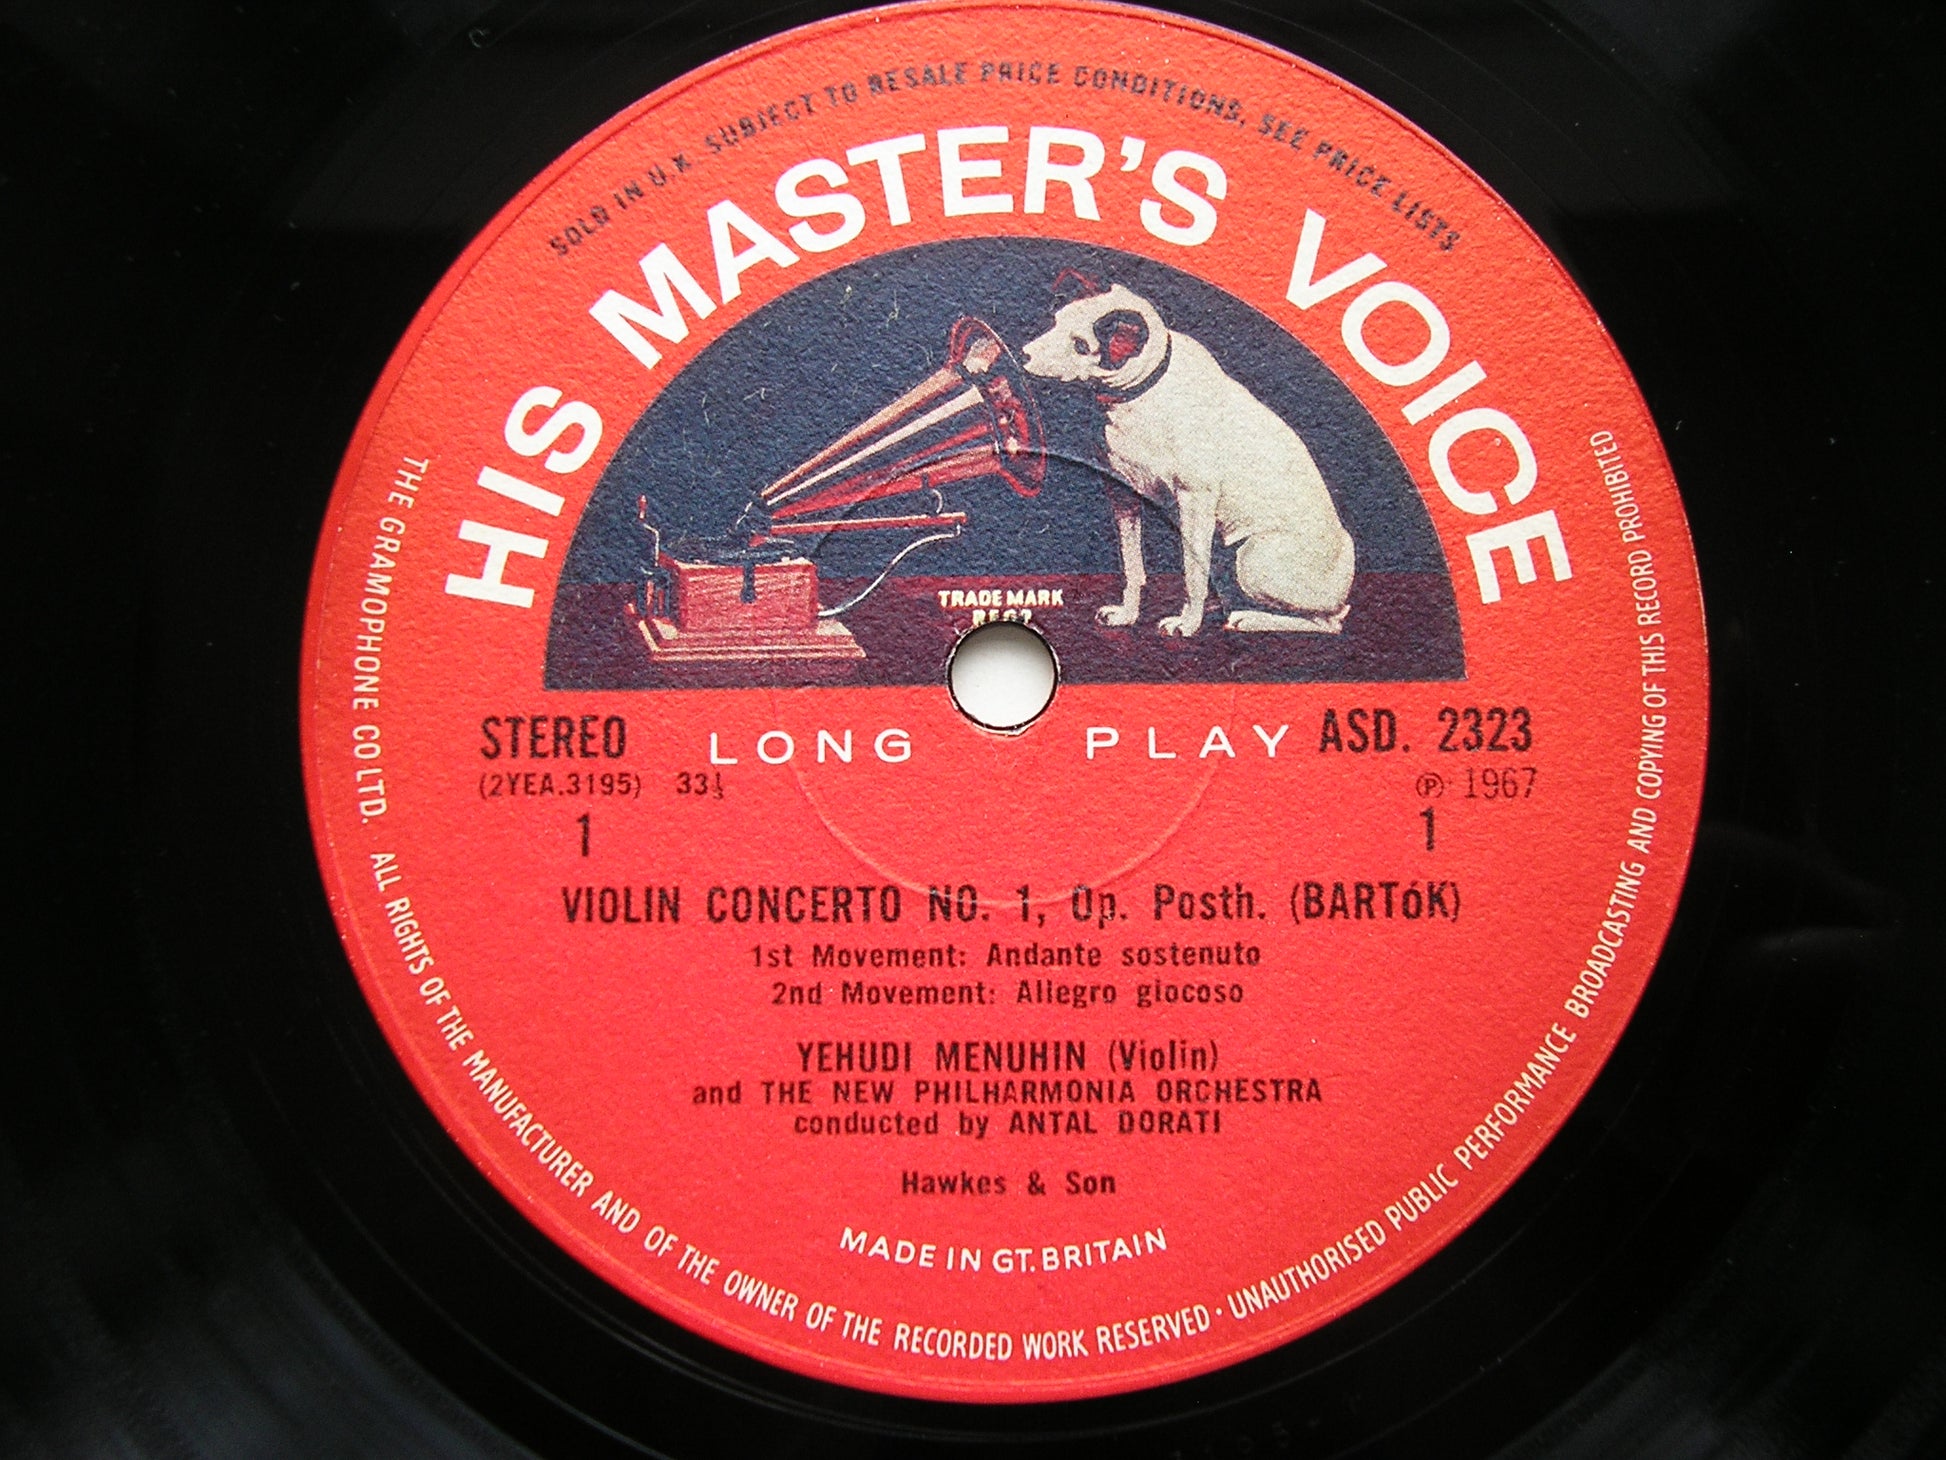 SOLD IN U.K. SUBJECT TO RESALE PRICE CONDITIONS, SEE PRICE LISTS
HIS MASTER'S VOICE
TRADE MARK
REGD
STEREO LONG PLAY ASD. 2323
(2YEA.3195) 33⅓ ℗ 1967
1 1
VIOLIN CONCERTO NO. 1, Op. Posth. (BARTóK)
1st Movement: Andante sostenuto
2nd Movement: Allegro giocoso
YEHUDI MENUHIN (Violin)
and THE NEW PHILHARMONIA ORCHESTRA
conducted by ANTAL DORATI
Hawkes & Son
MADE IN GT. BRITAIN
THE GRAMOPHONE CO LTD. ALL RIGHTS OF THE MANUFACTURER AND OF THE OWNER OF THE RECORDED WORK RESERVED · UNAUTHORISED PUBLIC PERFORMANCE BROADCASTING AND COPYING OF THIS RECORD PROHIBITED